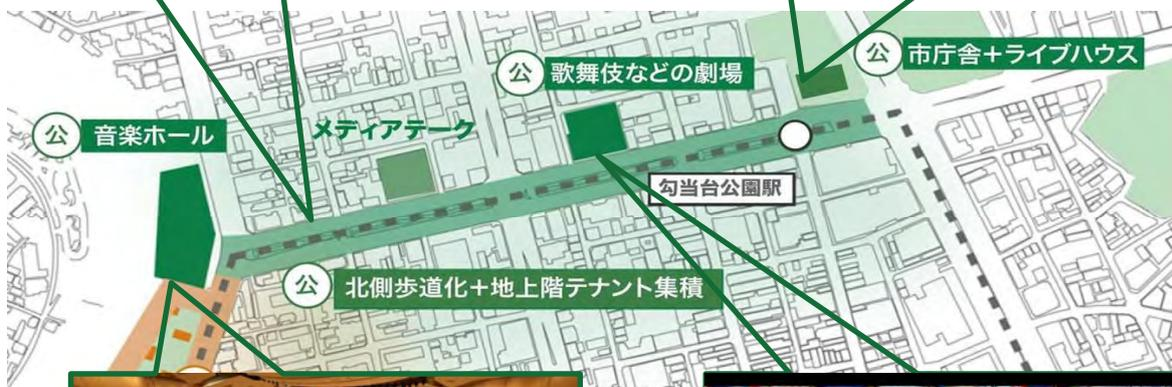 公 市庁舎＋ライブハウス
公 歌舞伎などの劇場
公 音楽ホール
メディアテーク
勾当台公園駅
公 北側歩道化＋地上階テナント集積